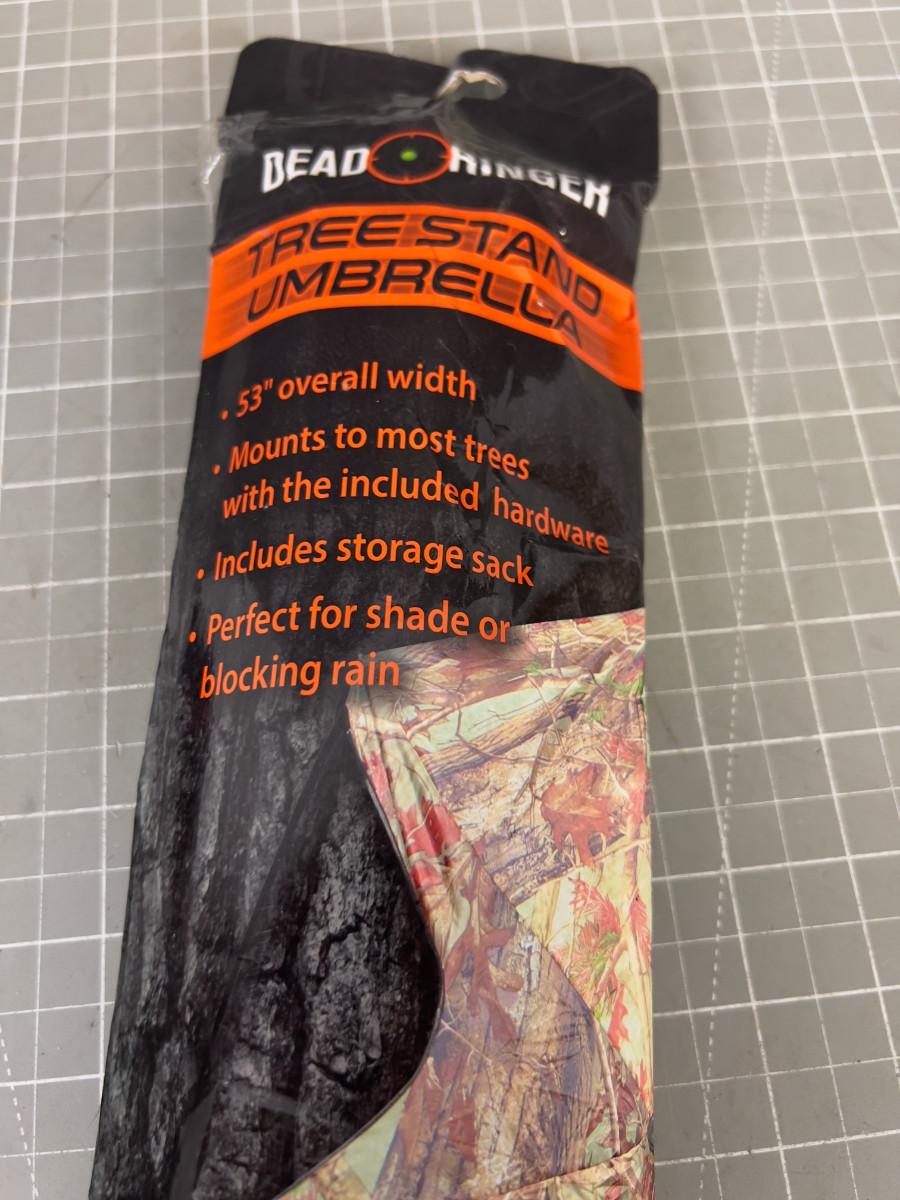 DEAD RINGER
TREE STAND
UMBRELLA
• 53" overall width
• Mounts to most trees
with the included hardware
• Includes storage sack
• Perfect for shade or
blocking rain